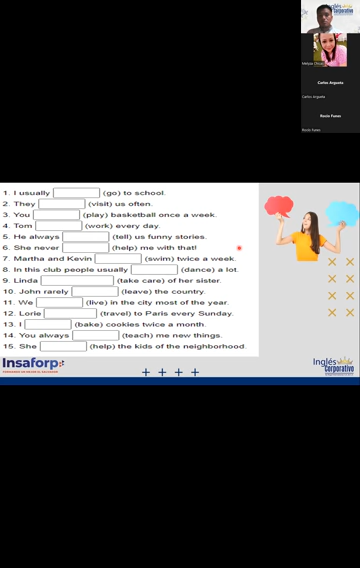 Inglés
Corporativo
Melissa Chicas
Carlos Argueta
Carlos Argueta
Rocio Funes
Rocio Funes
1. I usually (go) to school.
2. They (visit) us often.
3. You (play) basketball once a week.
4. Tom (work) every day.
5. He always (tell) us funny stories.
6. She never (help) me with that!
7. Martha and Kevin (swim) twice a week.
8. In this club people usually (dance) a lot.
9. Linda (take care) of her sister.
10. John rarely (leave) the country.
11. We (live) in the city most of the year.
12. Lorie (travel) to Paris every Sunday.
13. I (bake) cookies twice a month.
14. You always (teach) me new things.
15. She (help) the kids of the neighborhood.
Insaforp
Inglés
Corporativo